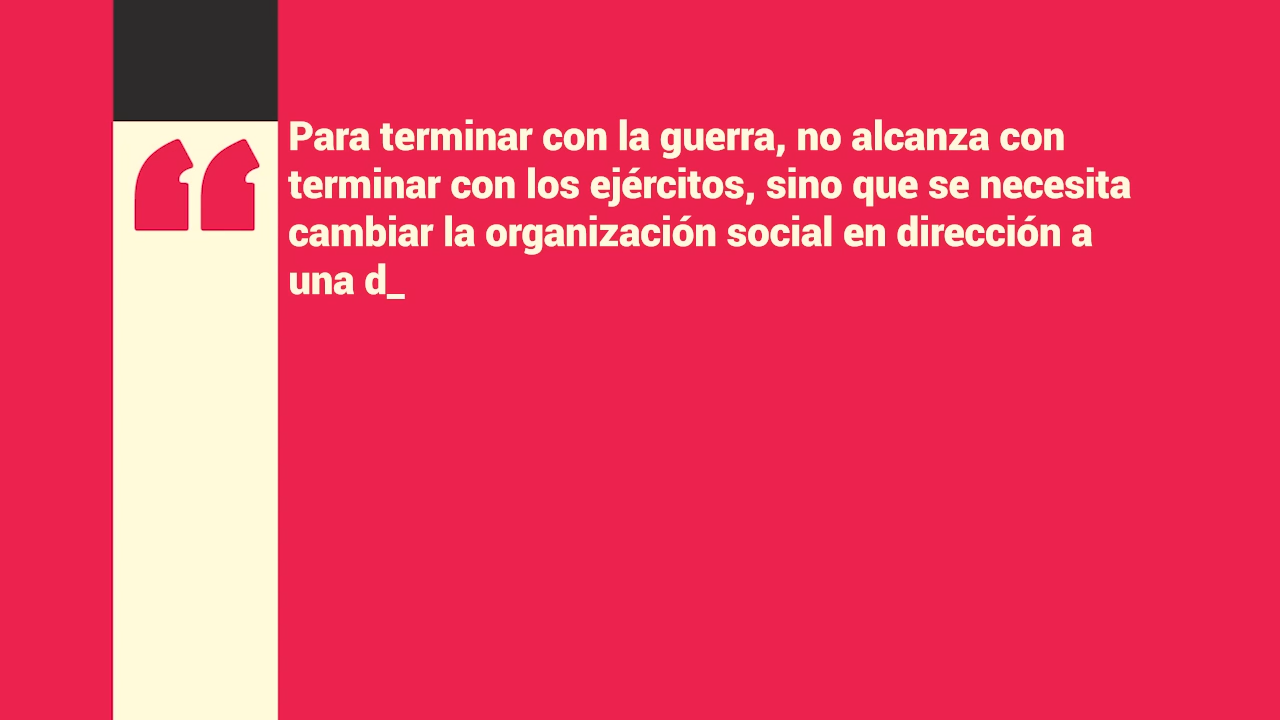 Para terminar con la guerra, no alcanza con
terminar con los ejércitos, sino que se necesita
cambiar la organización social en dirección a
una d_